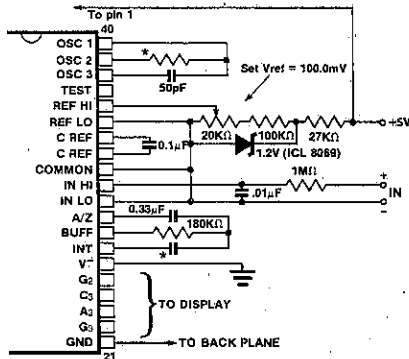 To pin 1
40
OSC 1
OSC 2
*
OSC 3
50pF
TEST
Set Vref = 100.0mV
REF HI
REF LO
20KΩ
100KΩ
27KΩ
+5V
C REF
0.1μF
1.2V (ICL 8069)
C REF
COMMON
1MΩ
IN HI
+
.01μF
IN
IN LO
−
0.33μF
A/Z
BUFF
180KΩ
INT
*
V−
G2
C3
TO DISPLAY
A3
G3
GND
TO BACK PLANE
21